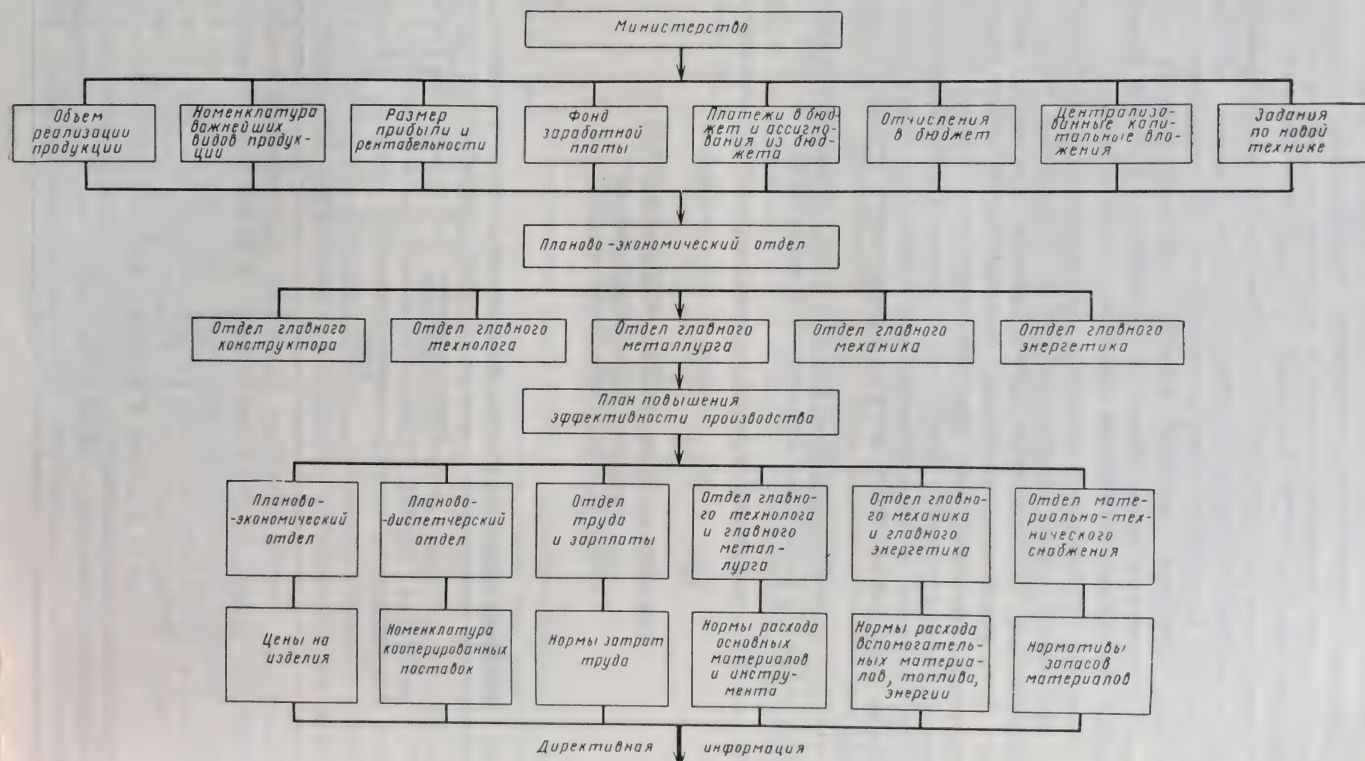 Министерство
Объем
реализации
продукции
Номенклатура
важнейших
видов продук-
ции
Размер
прибыли и
рентабельности
Фонд
заработной
платы
Платежи в бюд-
жет и ассигно-
вания из бюд-
жета
Отчисления
в бюджет
Централизо-
ванные капи-
тальные вло-
жения
Задания
по новой
технике
Планово-экономический отдел
Отдел главного
конструктора
Отдел главного
технолога
Отдел главного
металлурга
Отдел главного
механика
Отдел главного
энергетика
План повышения
эффективности производства
Планово-
-экономический
отдел
Планово-
-диспетчерский
отдел
Отдел
труда
и зарплаты
Отдел главно-
го технолога
и главного
метал-
лурга
Отдел главно-
го механика
и главного
энергетика
Отдел мате-
риально-тех-
нического
снабжения
Цены на
изделия
Номенклатура
кооперированных
поставок
Нормы затрат
труда
Нормы расхода
основных
материалов
и инстру-
мента
Нормы расхода
вспомогатель-
ных материа-
лов, топлива,
энергии
Нормативы
запасов
материалов
Директивная информация